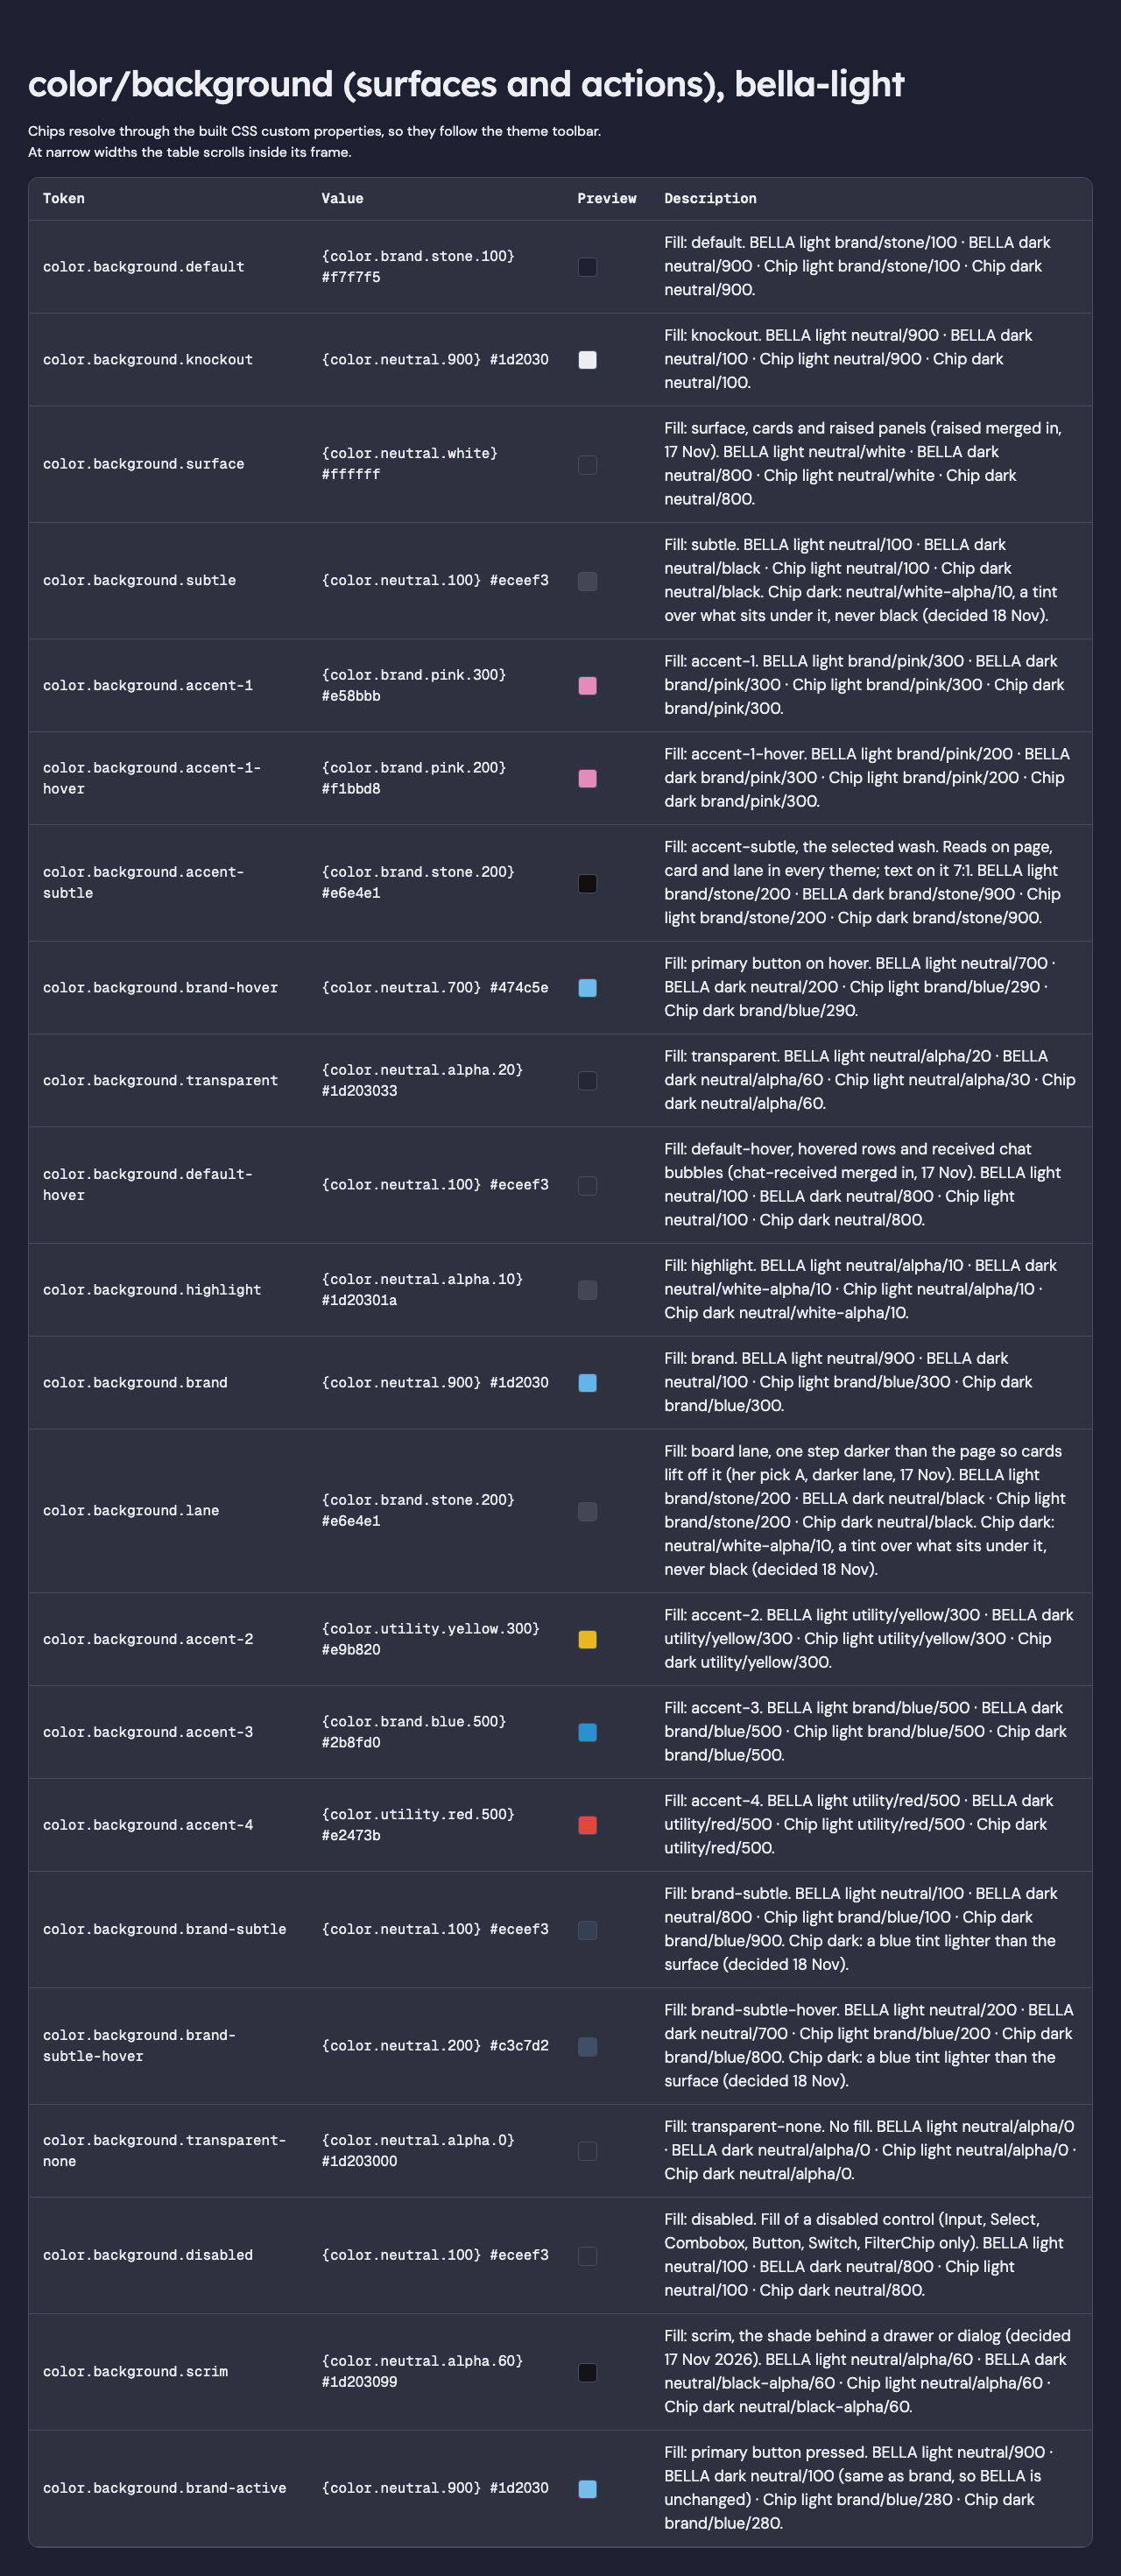 color/background (surfaces and actions), bella-light
Chips resolve through the built CSS custom properties, so they follow the theme toolbar.
At narrow widths the table scrolls inside its frame.
Token Value Preview Description
color.background.default
{color.brand.stone.100}
#f7f7f5
Fill: default. BELLA light brand/stone/100 · BELLA dark
neutral/900 · Chip light brand/stone/100 · Chip dark
neutral/900.
color.background.knockout
{color.neutral.900} #1d2030
Fill: knockout. BELLA light neutral/900 · BELLA dark
neutral/100 · Chip light neutral/900 · Chip dark
neutral/100.
color.background.surface
{color.neutral.white}
#ffffff
Fill: surface, cards and raised panels (raised merged in,
17 Nov). BELLA light neutral/white · BELLA dark
neutral/800 · Chip light neutral/white · Chip dark
neutral/800.
color.background.subtle
{color.neutral.100} #eceef3
Fill: subtle. BELLA light neutral/100 · BELLA dark
neutral/black · Chip light neutral/100 · Chip dark
neutral/black. Chip dark: neutral/white-alpha/10, a tint
over what sits under it, never black (decided 18 Nov).
color.background.accent-1
{color.brand.pink.300}
#e58bbb
Fill: accent-1. BELLA light brand/pink/300 · BELLA dark
brand/pink/300 · Chip light brand/pink/300 · Chip dark
brand/pink/300.
color.background.accent-1-
hover
{color.brand.pink.200}
#f1bbd8
Fill: accent-1-hover. BELLA light brand/pink/200 · BELLA
dark brand/pink/300 · Chip light brand/pink/200 · Chip
dark brand/pink/300.
color.background.accent-
subtle
{color.brand.stone.200}
#e6e4e1
Fill: accent-subtle, the selected wash. Reads on page,
card and lane in every theme; text on it 7:1. BELLA light
brand/stone/200 · BELLA dark brand/stone/900 · Chip
light brand/stone/200 · Chip dark brand/stone/900.
color.background.brand-hover
{color.neutral.700} #474c5e
Fill: primary button on hover. BELLA light neutral/700 ·
BELLA dark neutral/200 · Chip light brand/blue/290 ·
Chip dark brand/blue/290.
color.background.transparent
{color.neutral.alpha.20}
#1d203033
Fill: transparent. BELLA light neutral/alpha/20 · BELLA
dark neutral/alpha/60 · Chip light neutral/alpha/30 · Chip
dark neutral/alpha/60.
color.background.default-
hover
{color.neutral.100} #eceef3
Fill: default-hover, hovered rows and received chat
bubbles (chat-received merged in, 17 Nov). BELLA light
neutral/100 · BELLA dark neutral/800 · Chip light
neutral/100 · Chip dark neutral/800.
color.background.highlight
{color.neutral.alpha.10}
#1d20301a
Fill: highlight. BELLA light neutral/alpha/10 · BELLA dark
neutral/white-alpha/10 · Chip light neutral/alpha/10 ·
Chip dark neutral/white-alpha/10.
color.background.brand
{color.neutral.900} #1d2030
Fill: brand. BELLA light neutral/900 · BELLA dark
neutral/100 · Chip light brand/blue/300 · Chip dark
brand/blue/300.
color.background.lane
{color.brand.stone.200}
#e6e4e1
Fill: board lane, one step darker than the page so cards
lift off it (her pick A, darker lane, 17 Nov). BELLA light
brand/stone/200 · BELLA dark neutral/black · Chip light
brand/stone/200 · Chip dark neutral/black. Chip dark:
neutral/white-alpha/10, a tint over what sits under it,
never black (decided 18 Nov).
color.background.accent-2
{color.utility.yellow.300}
#e9b820
Fill: accent-2. BELLA light utility/yellow/300 · BELLA dark
utility/yellow/300 · Chip light utility/yellow/300 · Chip
dark utility/yellow/300.
color.background.accent-3
{color.brand.blue.500}
#2b8fd0
Fill: accent-3. BELLA light brand/blue/500 · BELLA dark
brand/blue/500 · Chip light brand/blue/500 · Chip dark
brand/blue/500.
color.background.accent-4
{color.utility.red.500}
#e2473b
Fill: accent-4. BELLA light utility/red/500 · BELLA dark
utility/red/500 · Chip light utility/red/500 · Chip dark
utility/red/500.
color.background.brand-subtle
{color.neutral.100} #eceef3
Fill: brand-subtle. BELLA light neutral/100 · BELLA dark
neutral/800 · Chip light brand/blue/100 · Chip dark
brand/blue/900. Chip dark: a blue tint lighter than the
surface (decided 18 Nov).
color.background.brand-
subtle-hover
{color.neutral.200} #c3c7d2
Fill: brand-subtle-hover. BELLA light neutral/200 · BELLA
dark neutral/700 · Chip light brand/blue/200 · Chip dark
brand/blue/800. Chip dark: a blue tint lighter than the
surface (decided 18 Nov).
color.background.transparent-
none
{color.neutral.alpha.0}
#1d203000
Fill: transparent-none. No fill. BELLA light neutral/alpha/0
· BELLA dark neutral/alpha/0 · Chip light neutral/alpha/0 ·
Chip dark neutral/alpha/0.
color.background.disabled
{color.neutral.100} #eceef3
Fill: disabled. Fill of a disabled control (Input, Select,
Combobox, Button, Switch, FilterChip only). BELLA light
neutral/100 · BELLA dark neutral/800 · Chip light
neutral/100 · Chip dark neutral/800.
color.background.scrim
{color.neutral.alpha.60}
#1d203099
Fill: scrim, the shade behind a drawer or dialog (decided
17 Nov 2026). BELLA light neutral/alpha/60 · BELLA dark
neutral/black-alpha/60 · Chip light neutral/alpha/60 ·
Chip dark neutral/black-alpha/60.
color.background.brand-active
{color.neutral.900} #1d2030
Fill: primary button pressed. BELLA light neutral/900 ·
BELLA dark neutral/100 (same as brand, so BELLA is
unchanged) · Chip light brand/blue/280 · Chip dark
brand/blue/280.